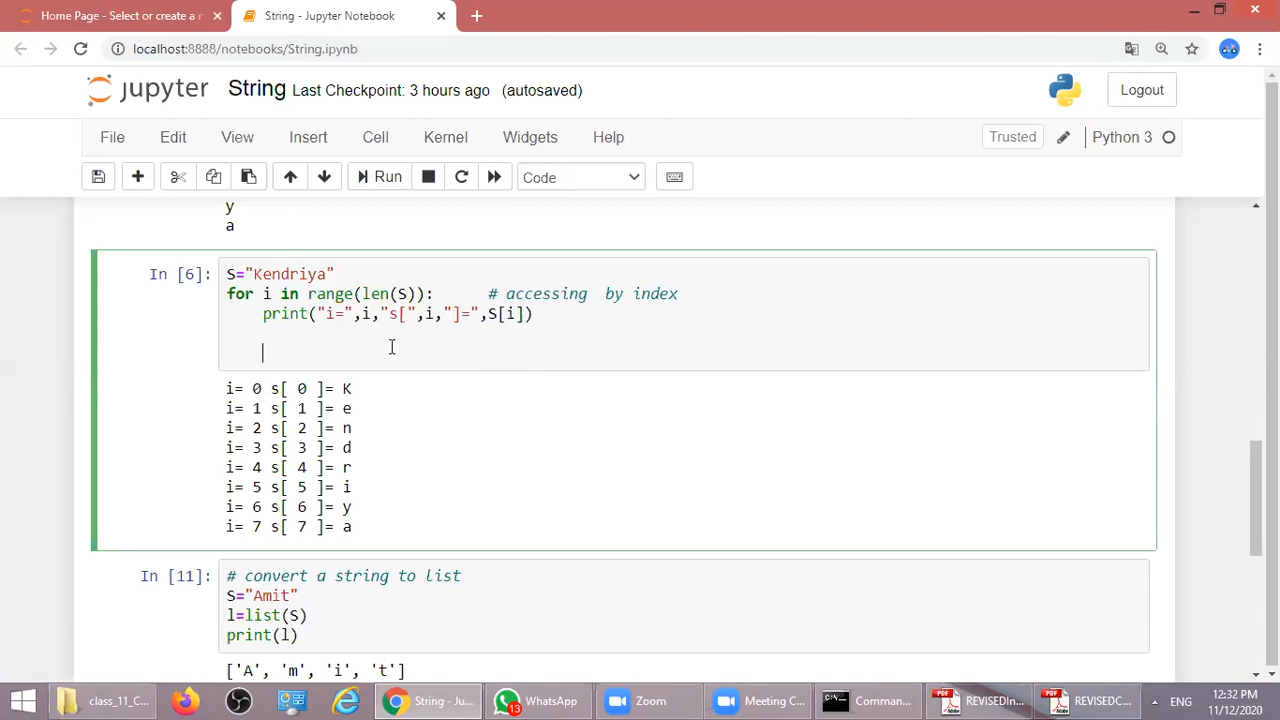 Home Page - Select or create a n
String - Jupyter Notebook
localhost:8888/notebooks/String.ipynb
jupyter String Last Checkpoint: 3 hours ago (autosaved)
Logout
File Edit View Insert Cell Kernel Widgets Help
Trusted Python 3
Run Code
y
a
In [6]: S="Kendriya"
for i in range(len(S)): # accessing by index
print("i=",i,"s[",i,"]=",S[i])
i= 0 s[ 0 ]= K
i= 1 s[ 1 ]= e
i= 2 s[ 2 ]= n
i= 3 s[ 3 ]= d
i= 4 s[ 4 ]= r
i= 5 s[ 5 ]= i
i= 6 s[ 6 ]= y
i= 7 s[ 7 ]= a
In [11]: # convert a string to list
S="Amit"
l=list(S)
print(l)
['A', 'm', 'i', 't']
class_11_C... String - Ju... 13 WhatsApp Zoom Meeting C... Comman... REVISEDIn... REVISEDC... ENG
12:32 PM
11/12/2020